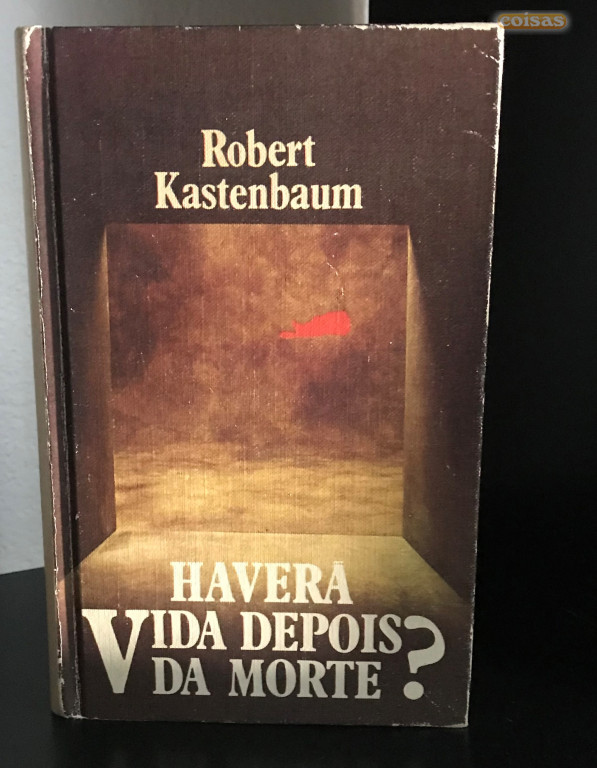 coisas
Robert
Kastenbaum
HAVERÁ
VIDA DEPOIS
DA MORTE?